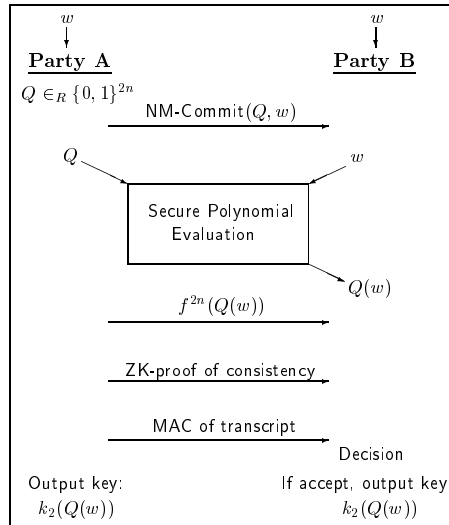 w w
Party A Party B
Q ∈_R {0, 1}^{2n}
NM-Commit(Q, w)
Q w
Secure Polynomial
Evaluation
Q(w)
f^{2n}(Q(w))
ZK-proof of consistency
MAC of transcript
Decision
Output key: If accept, output key
k_2(Q(w)) k_2(Q(w))